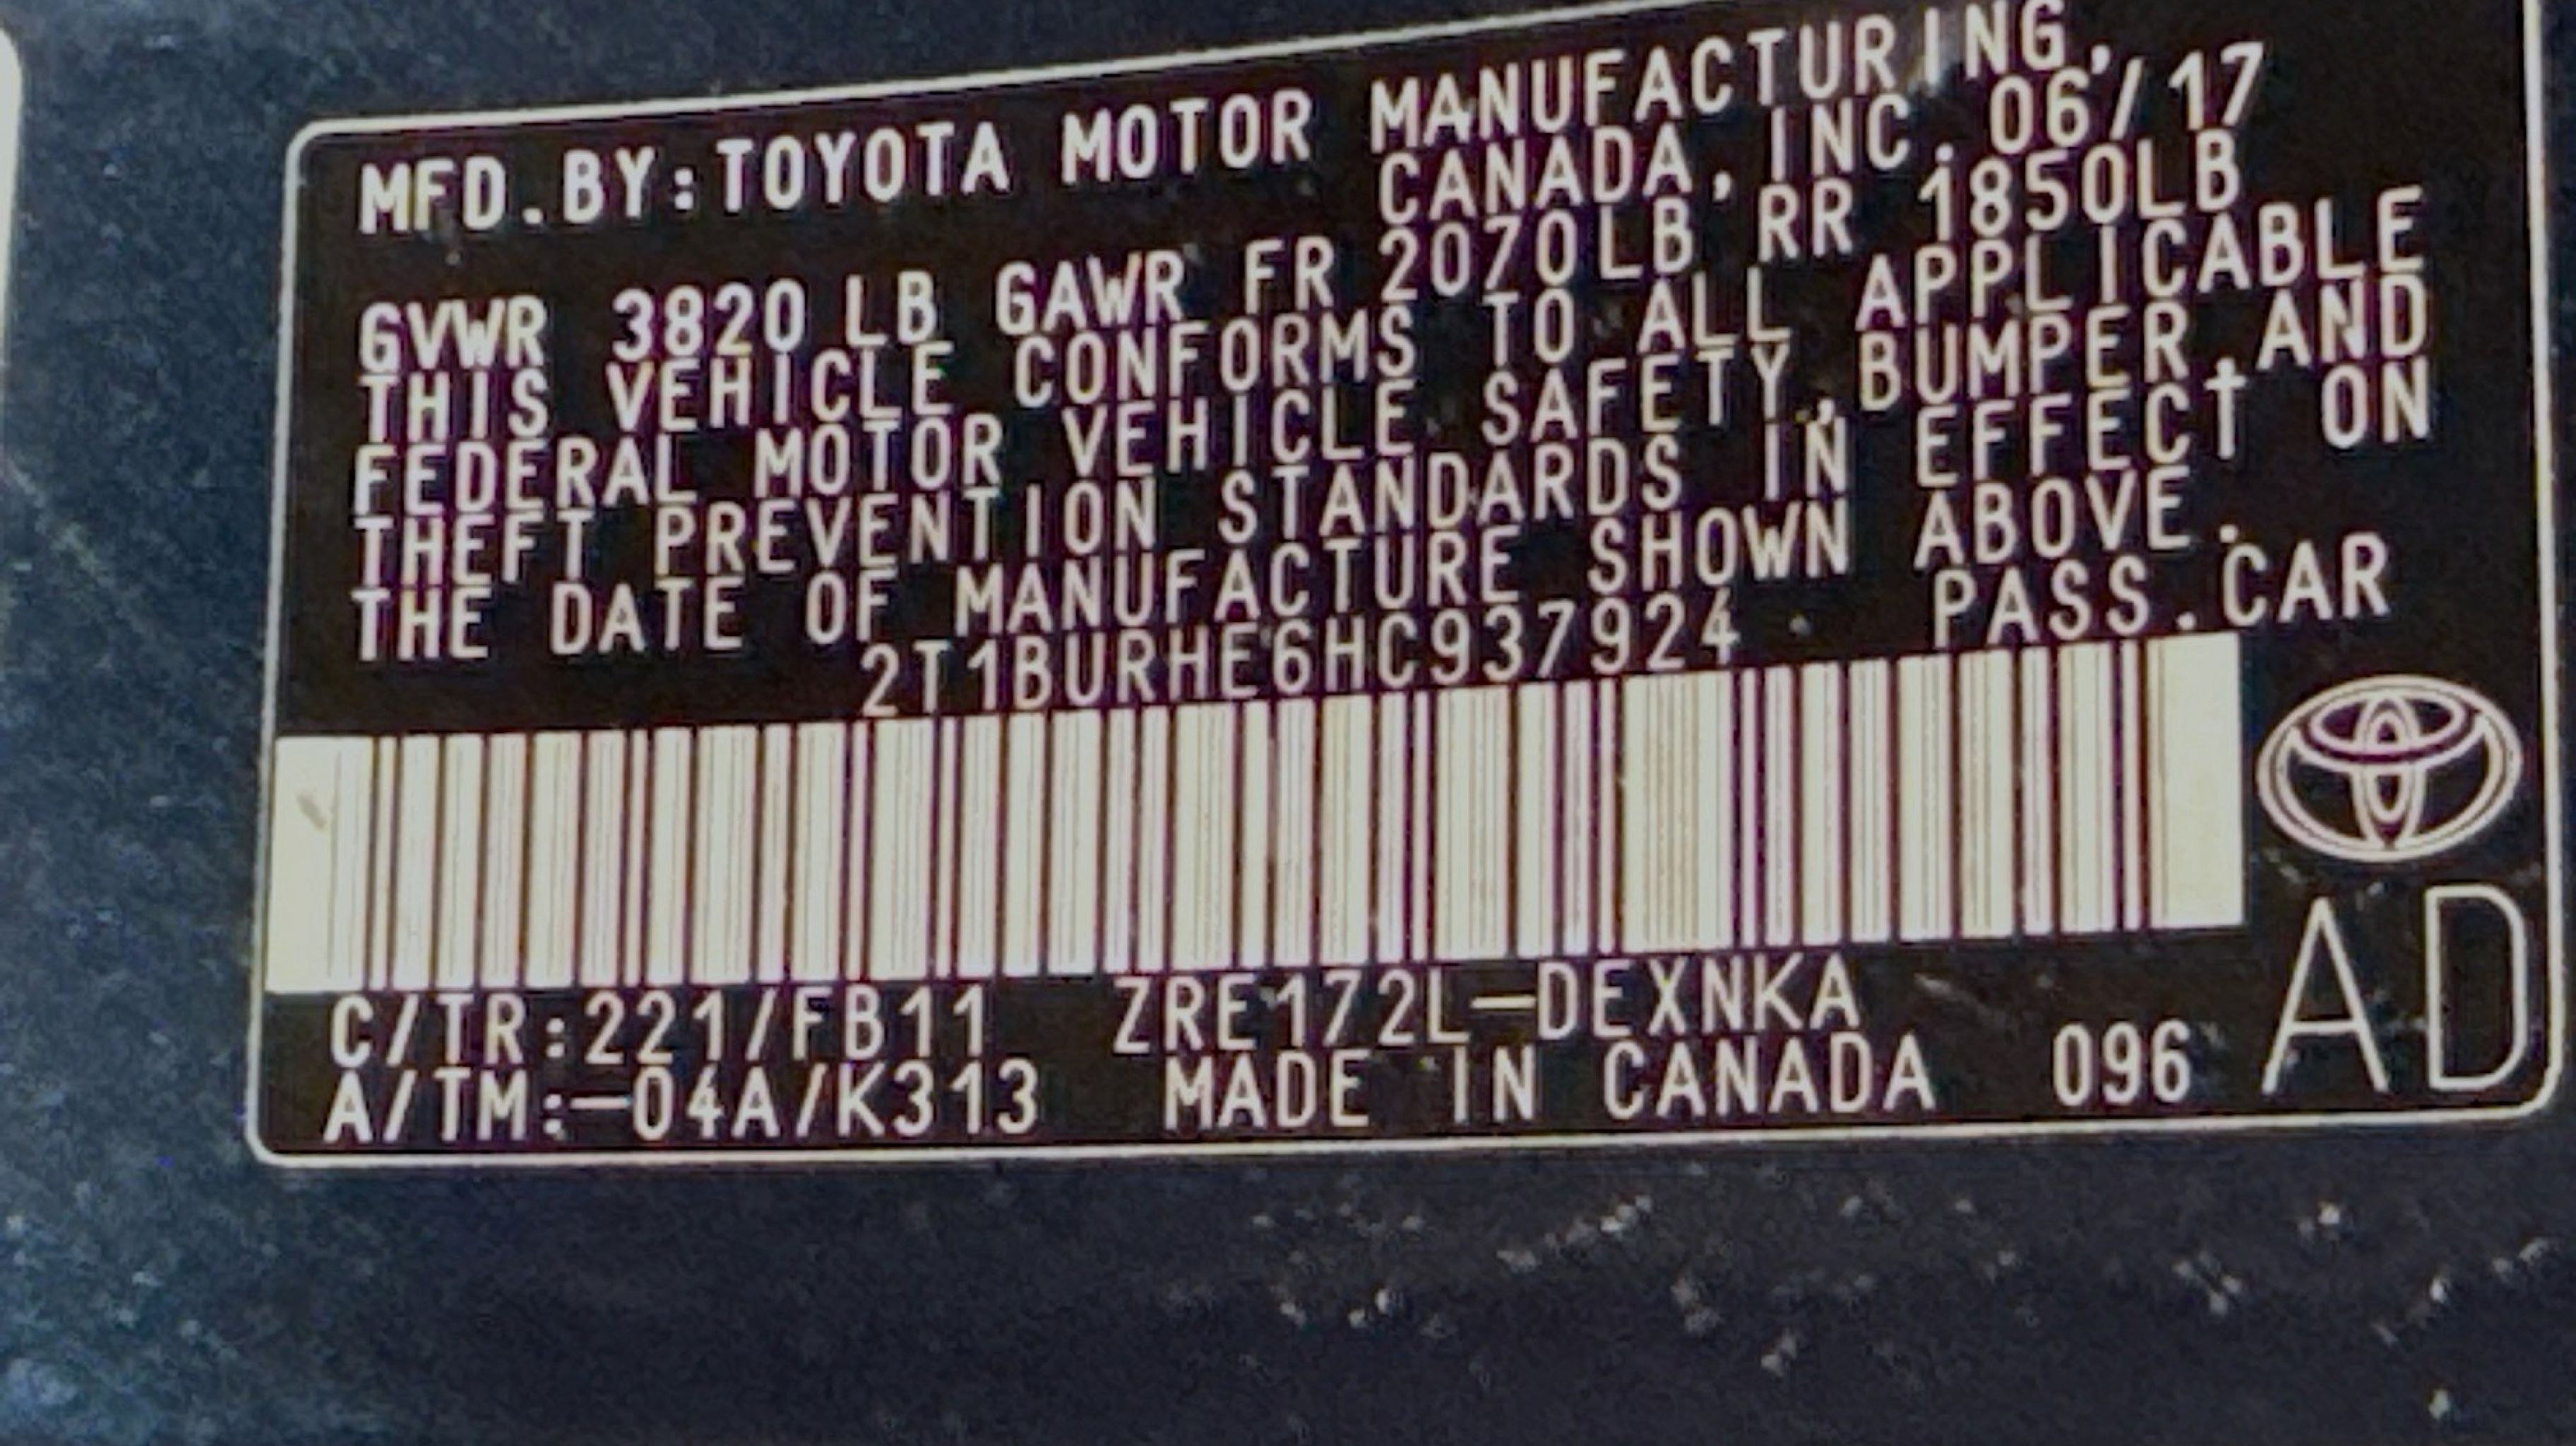 MFD.BY:TOYOTA MOTOR MANUFACTURING,
CANADA, INC. 06/17
GVWR 3820 LB GAWR FR 2070LB RR 1850LB
THIS VEHICLE CONFORMS TO ALL APPLICABLE
FEDERAL MOTOR VEHICLE SAFETY,BUMPER,AND
THEFT PREVENTION STANDARDS IN EFFECT ON
THE DATE OF MANUFACTURE SHOWN ABOVE.
2T1BURHE6HC937924 PASS.CAR
C/TR:221/FB11 ZRE172L-DEXNKA
A/TM:-04A/K313 MADE IN CANADA 096 AD